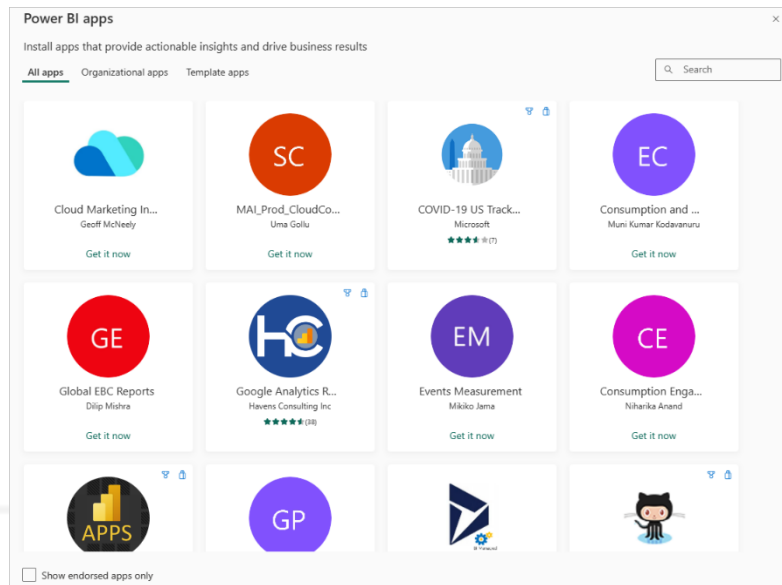 Power BI apps
Install apps that provide actionable insights and drive business results
All apps Organizational apps Template apps
Search
SC
EC
Cloud Marketing In...
Geoff McNeely
Get it now
MAI_Prod_CloudCo...
Uma Gollu
Get it now
COVID-19 US Track...
Microsoft
(7)
Consumption and ...
Muni Kumar Kodavanuru
Get it now
GE
HC
EM
CE
Global EBC Reports
Dilip Mishra
Get it now
Google Analytics R...
Havens Consulting Inc
(38)
Events Measurement
Mikiko Jama
Get it now
Consumption Enga...
Niharika Anand
Get it now
APPS
GP
Show endorsed apps only